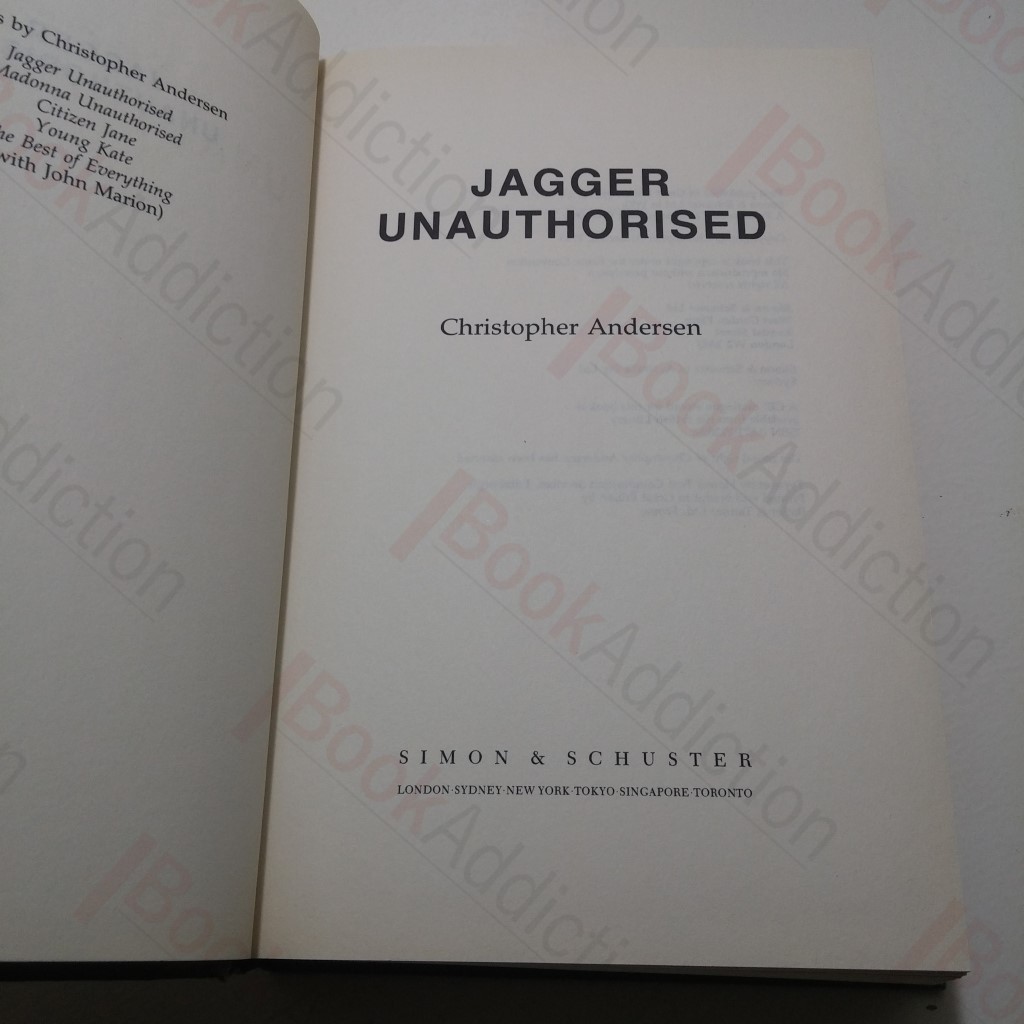 s by Christopher Andersen
Jagger Unauthorised
Madonna Unauthorised
Citizen Jane
Young Kate
he Best of Everything
with John Marion)
JAGGER
UNAUTHORISED
Christopher Andersen
SIMON & SCHUSTER
LONDON·SYDNEY·NEW YORK·TOKYO·SINGAPORE·TORONTO
BookAddiction